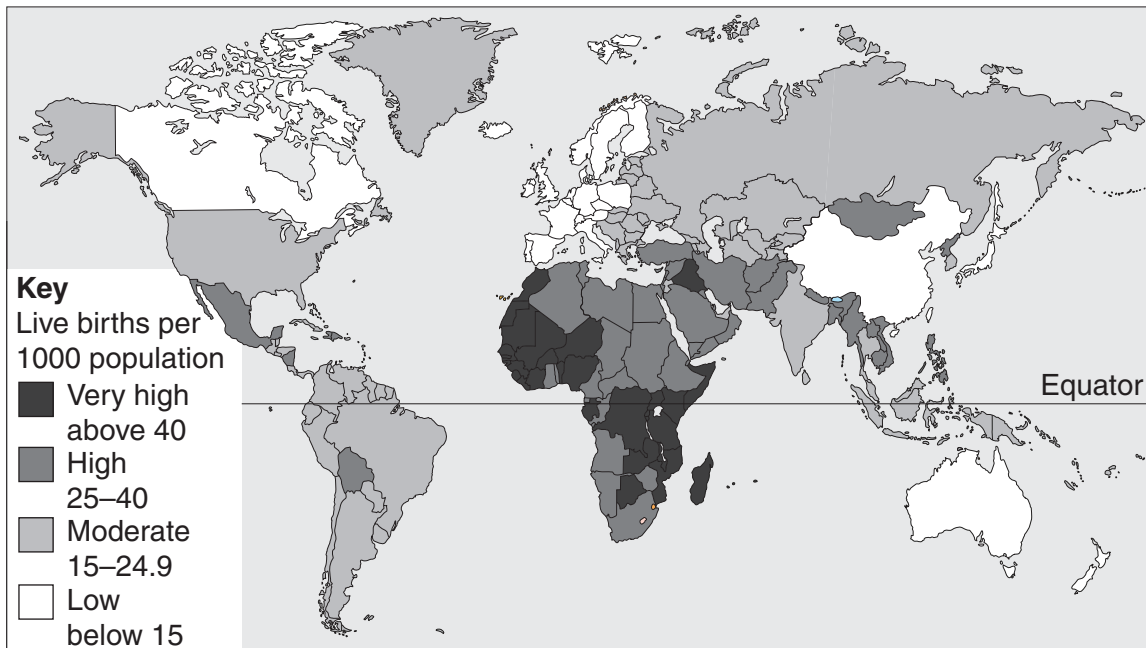 Key
Live births per
1000 population
Very high
above 40
High
25–40
Moderate
15–24.9
Low
below 15
Equator